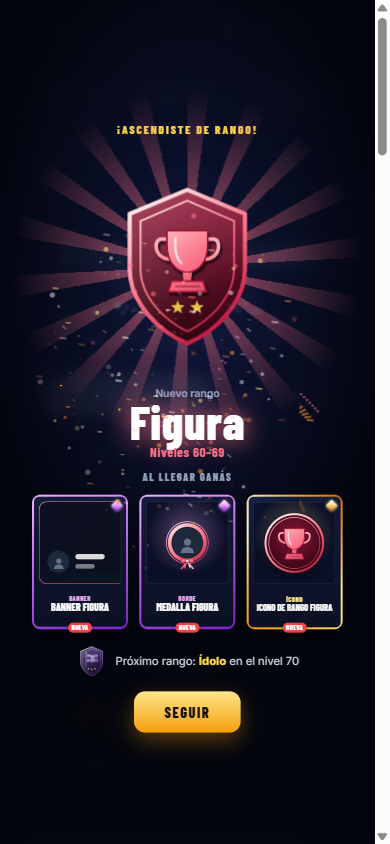 ¡ASCENDISTE DE RANGO!
Nuevo rango
Figura
Niveles 60-69
AL LLEGAR GANÁS
BANNER
BANNER FIGURA
NUEVA
BORDE
MEDALLA FIGURA
NUEVA
ÍCONO
ICONO DE RANGO FIGURA
NUEVA
Próximo rango: Ídolo en el nivel 70
SEGUIR